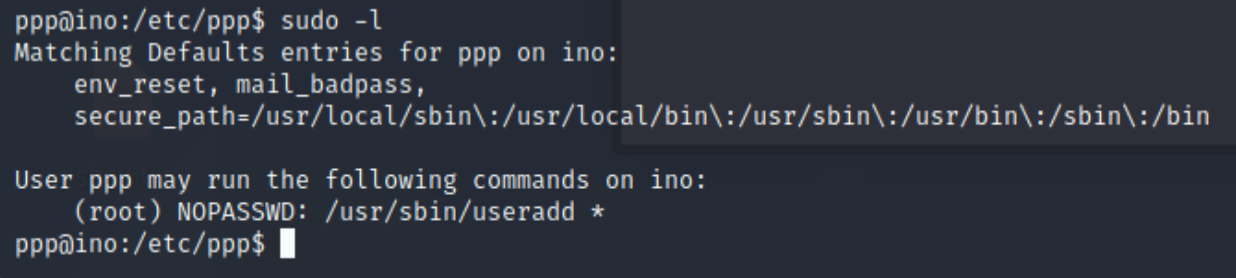 ppp@ino:/etc/ppp$ sudo -l
Matching Defaults entries for ppp on ino:
    env_reset, mail_badpass,
    secure_path=/usr/local/sbin\:/usr/local/bin\:/usr/sbin\:/usr/bin\:/sbin\:/bin

User ppp may run the following commands on ino:
    (root) NOPASSWD: /usr/sbin/useradd *
ppp@ino:/etc/ppp$